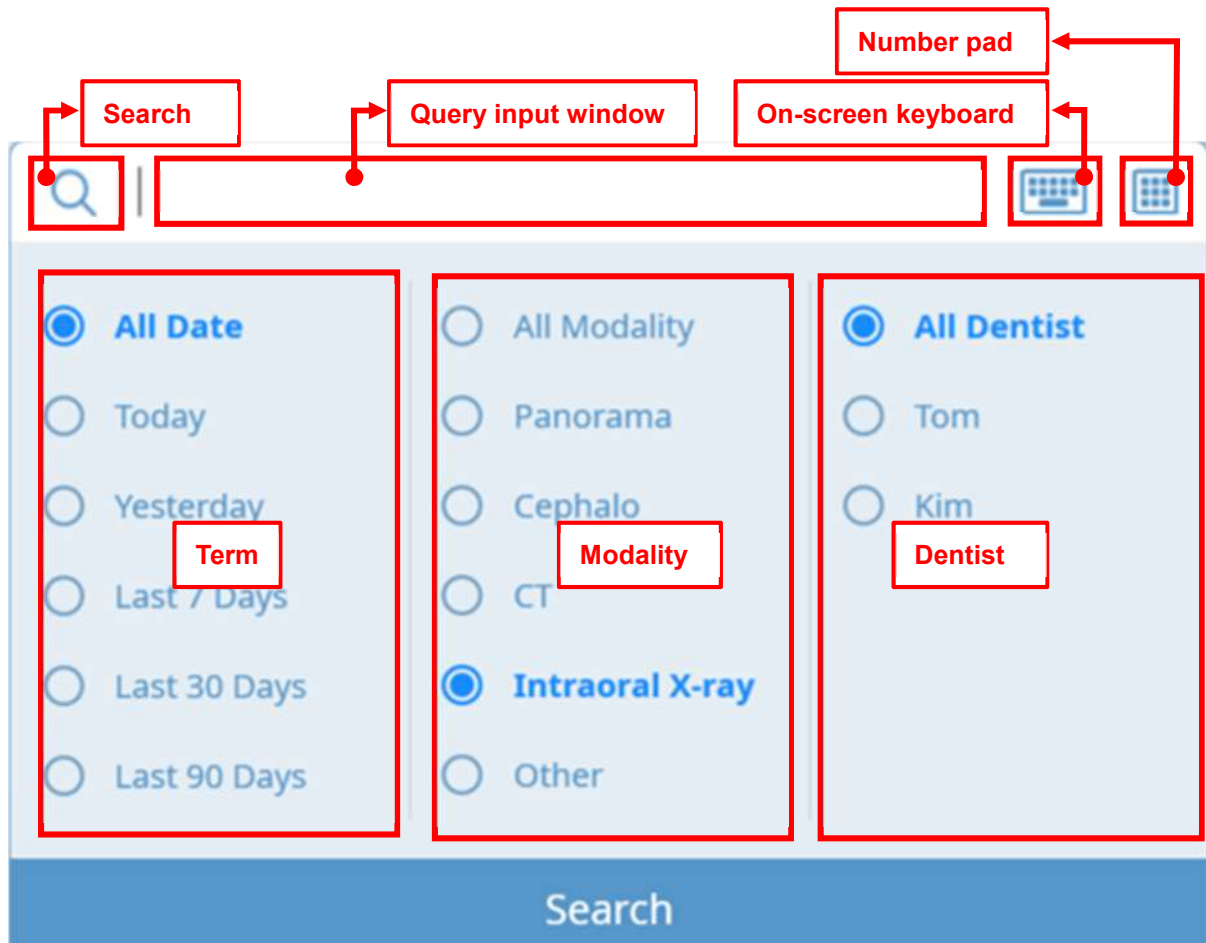 Number pad
Search
Query input window
On-screen keyboard
All Date
Today
Yesterday
Last 7 Days
Last 30 Days
Last 90 Days
Term
All Modality
Panorama
Cephalo
CT
Intraoral X-ray
Other
Modality
All Dentist
Tom
Kim
Dentist
Search